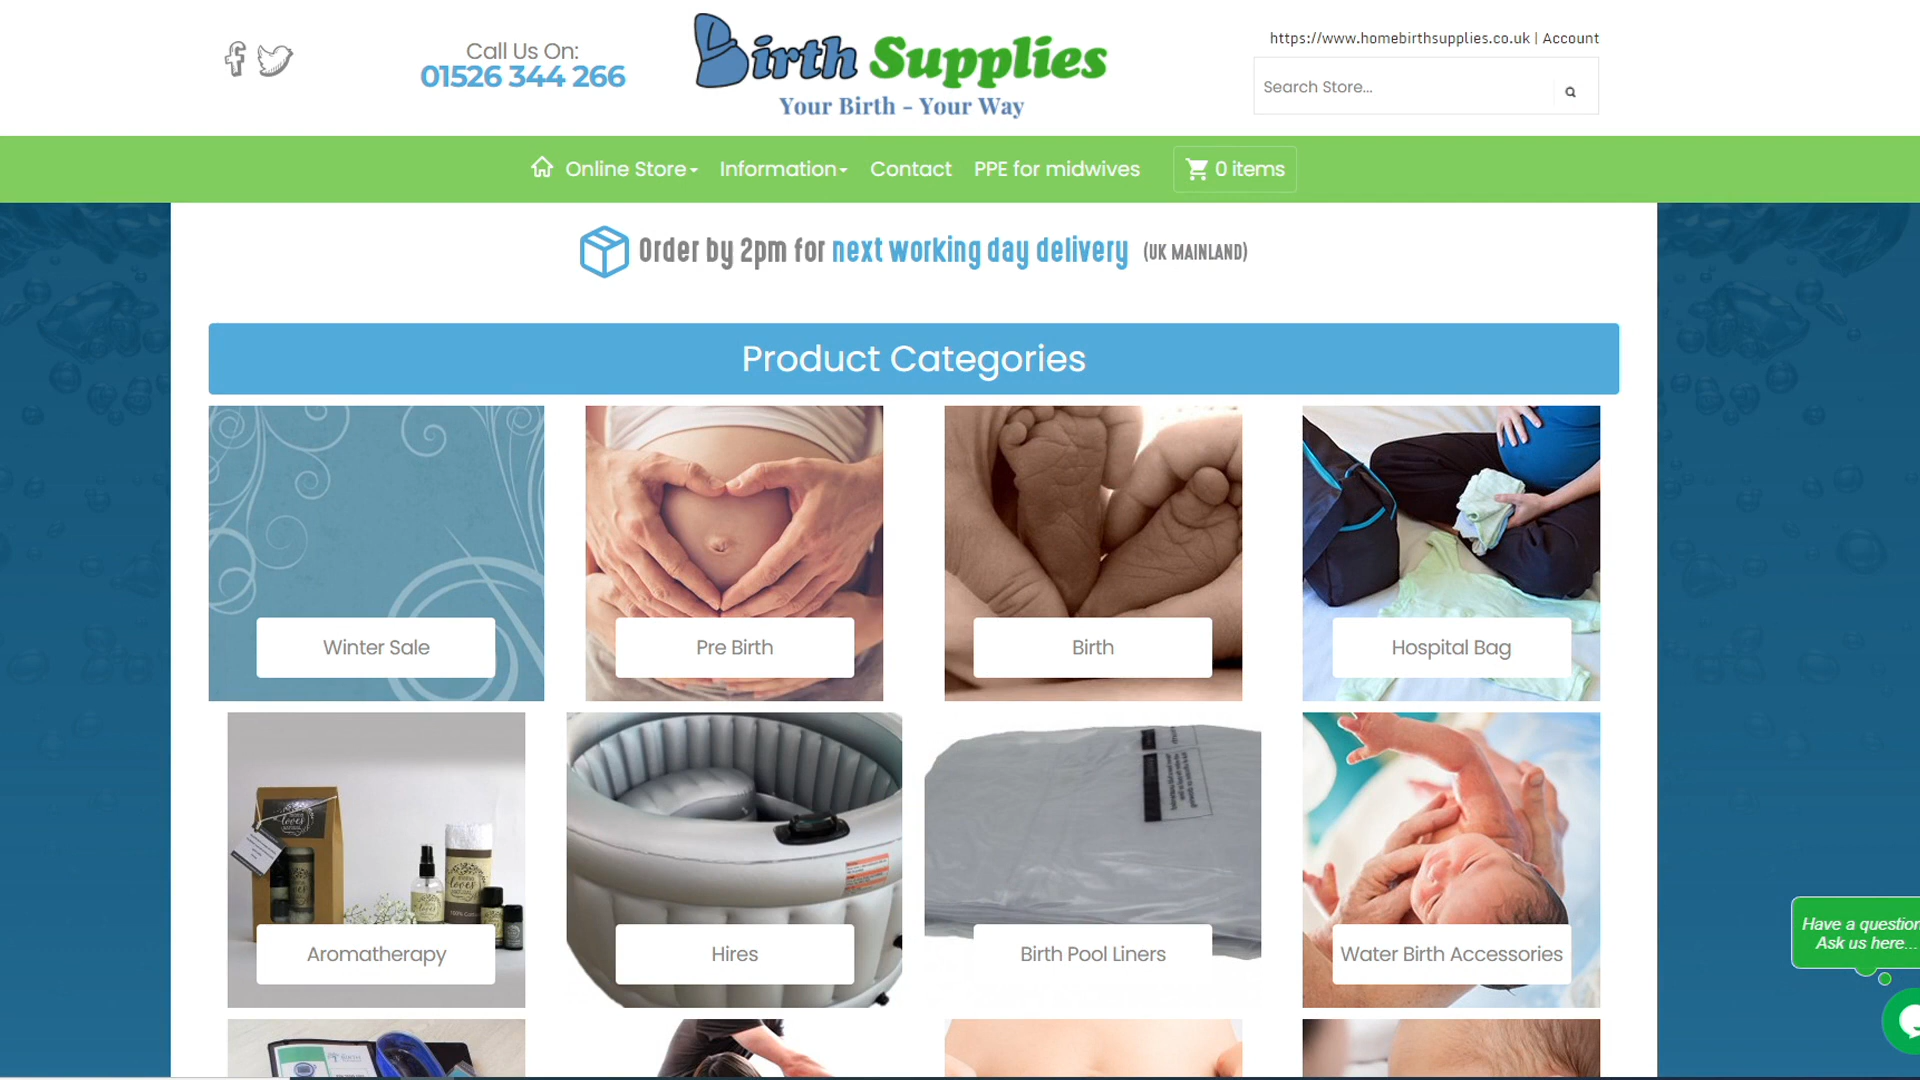 Call Us On:
01526 344 266
Birth Supplies
Your Birth - Your Way
https://www.homebirthsupplies.co.uk | Account
Search Store...
Online Store
Information
Contact
PPE for midwives
0 items
Order by 2pm for next working day delivery (UK MAINLAND)
Product Categories
Winter Sale
Pre Birth
Birth
Hospital Bag
loves
loves
Aromatherapy
Hires
Birth Pool Liners
Water Birth Accessories
Have a question
Ask us here...